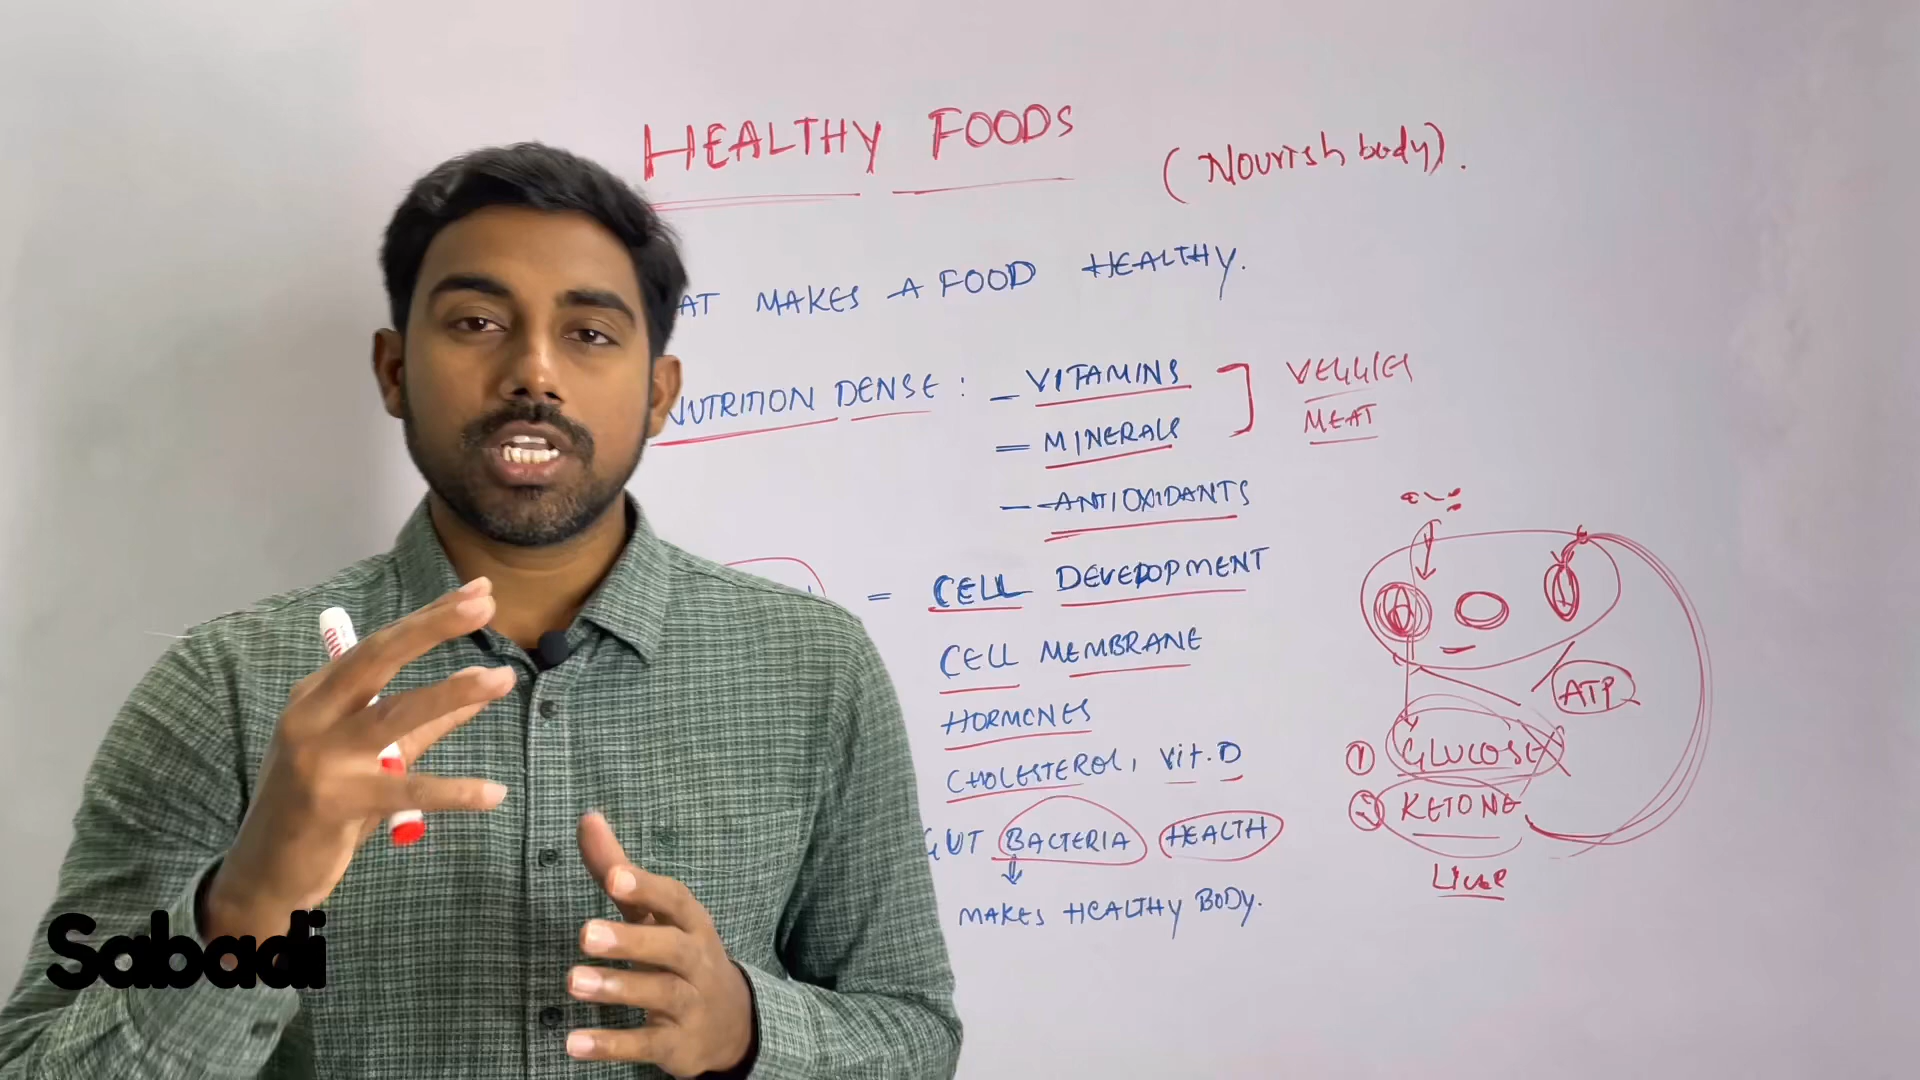 HEALTHY FOODS
(Nourish body).
AT MAKES A FOOD HEALTHY.
NUTRITION DENSE : - VITAMINS
VEGGIES
= MINERALS
MEAT
- ANTIOXIDANTS
= CELL DEVELOPMENT
CELL MEMBRANE
ATP
HORMONES
① GLUCOSE
CHOLESTEROL, Vit. D
② KETONE
GUT BACTERIA HEALTH
MAKES HEALTHY BODY.
Sabadi